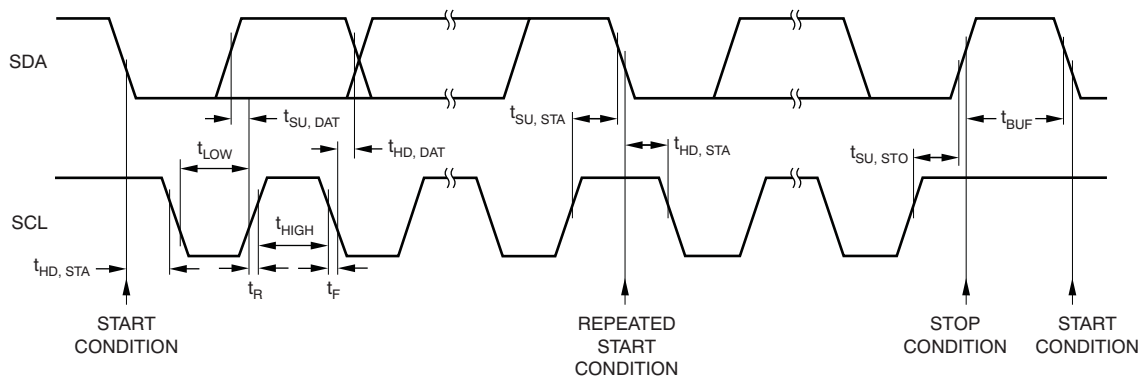 SDA
t_SU, DAT
t_SU, STA
t_BUF
t_LOW
t_HD, DAT
t_HD, STA
t_SU, STO
SCL
t_HIGH
t_HD, STA
t_R
t_F
START
CONDITION
REPEATED
START
CONDITION
STOP
CONDITION
START
CONDITION